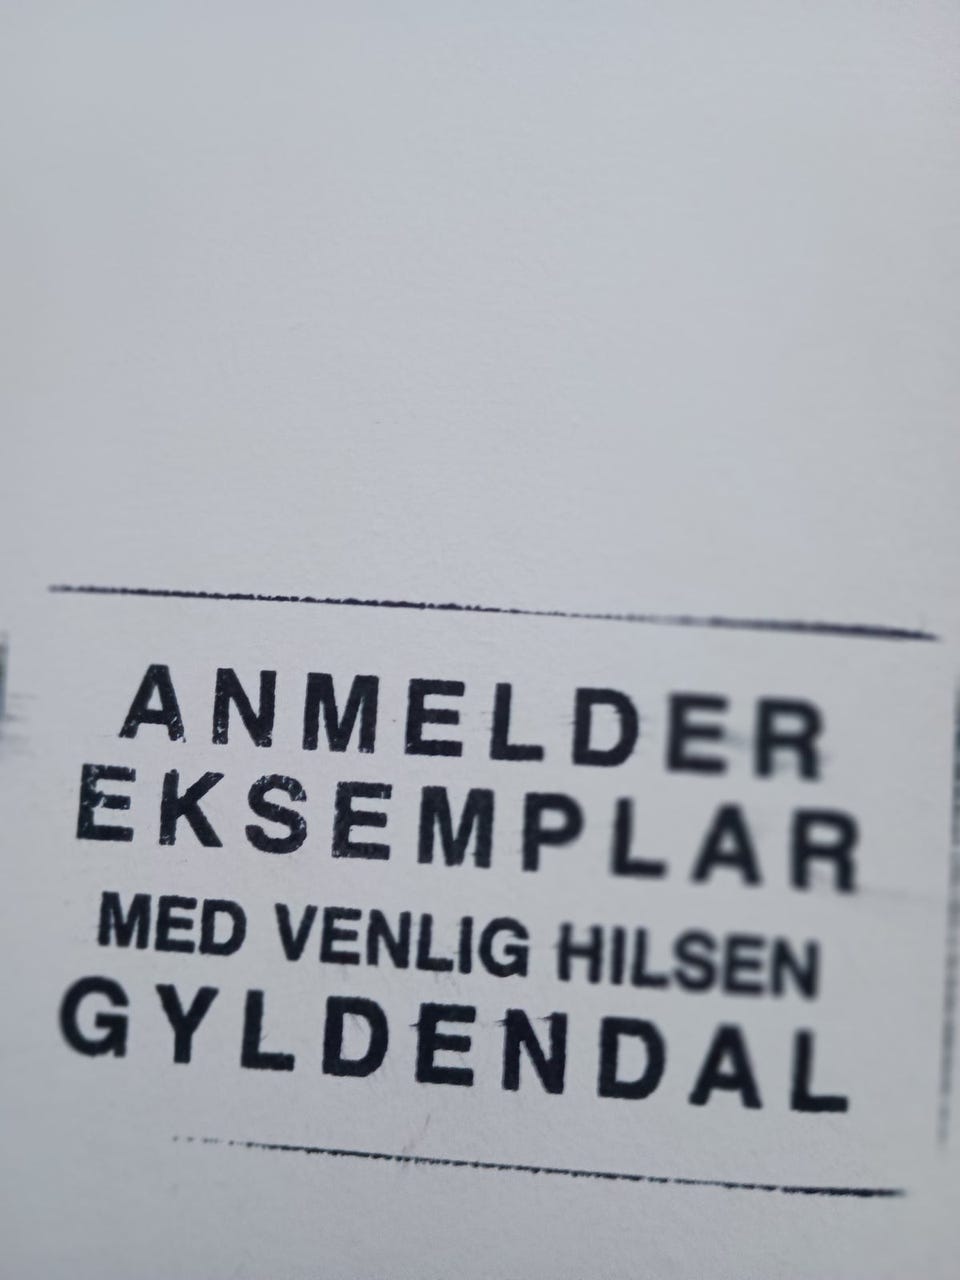 ANMELDER
EKSEMPLAR
MED VENLIG HILSEN
GYLDENDAL